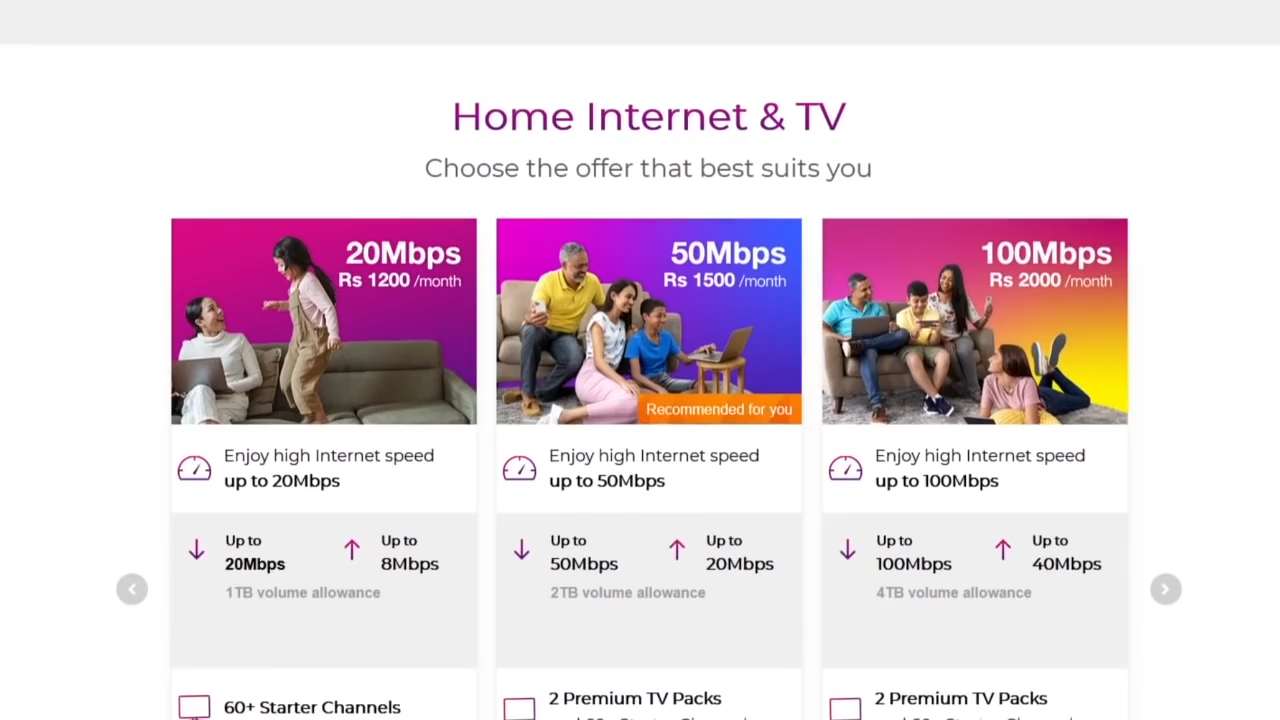 Home Internet & TV
Choose the offer that best suits you
20Mbps
Rs 1200 /month
Enjoy high Internet speed
up to 20Mbps
Up to
20Mbps
Up to
8Mbps
1TB volume allowance
60+ Starter Channels
50Mbps
Rs 1500 /month
Recommended for you
Enjoy high Internet speed
up to 50Mbps
Up to
50Mbps
Up to
20Mbps
2TB volume allowance
2 Premium TV Packs
100Mbps
Rs 2000 /month
Enjoy high Internet speed
up to 100Mbps
Up to
100Mbps
Up to
40Mbps
4TB volume allowance
2 Premium TV Packs